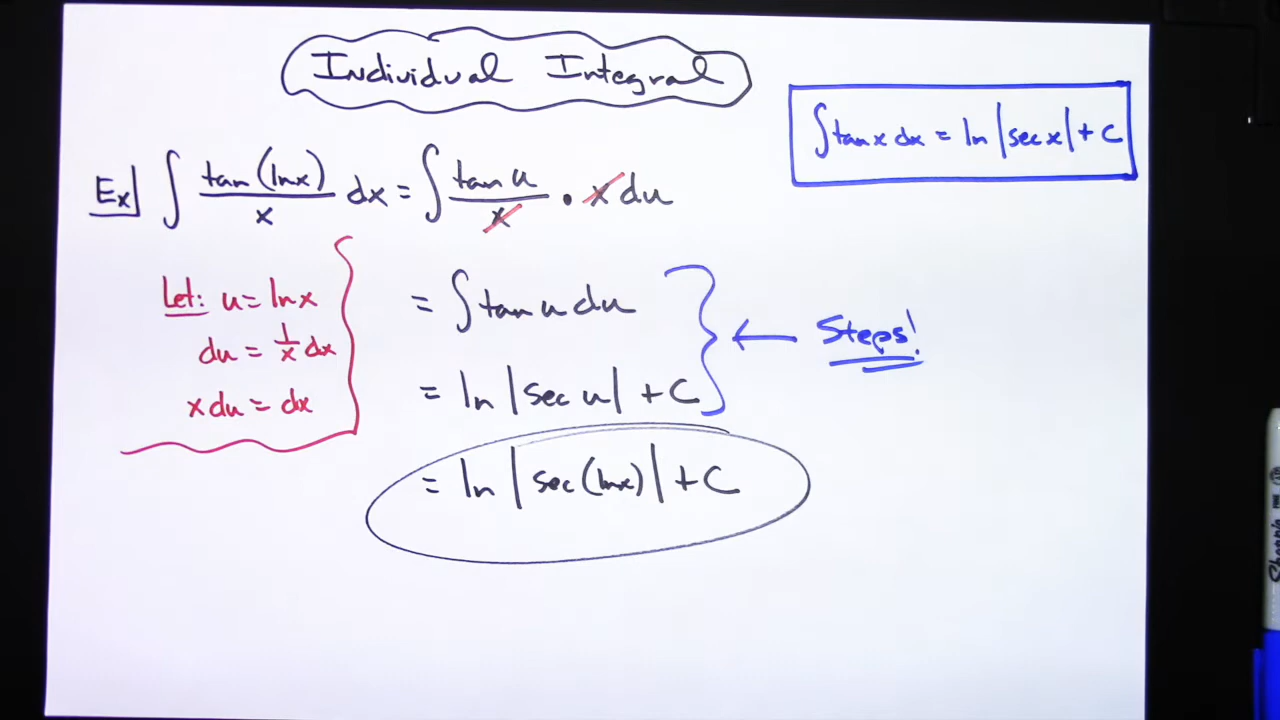 Individual Integral
∫tan x dx = ln |sec x| + C
Ex ∫ tan(ln x)/x dx = ∫ tan u/x · x du
Let: u = ln x
du = 1/x dx
x du = dx
= ∫ tan u du
= ln |sec u| + C
← Steps!
= ln |sec(ln x)| + C
Sharpie